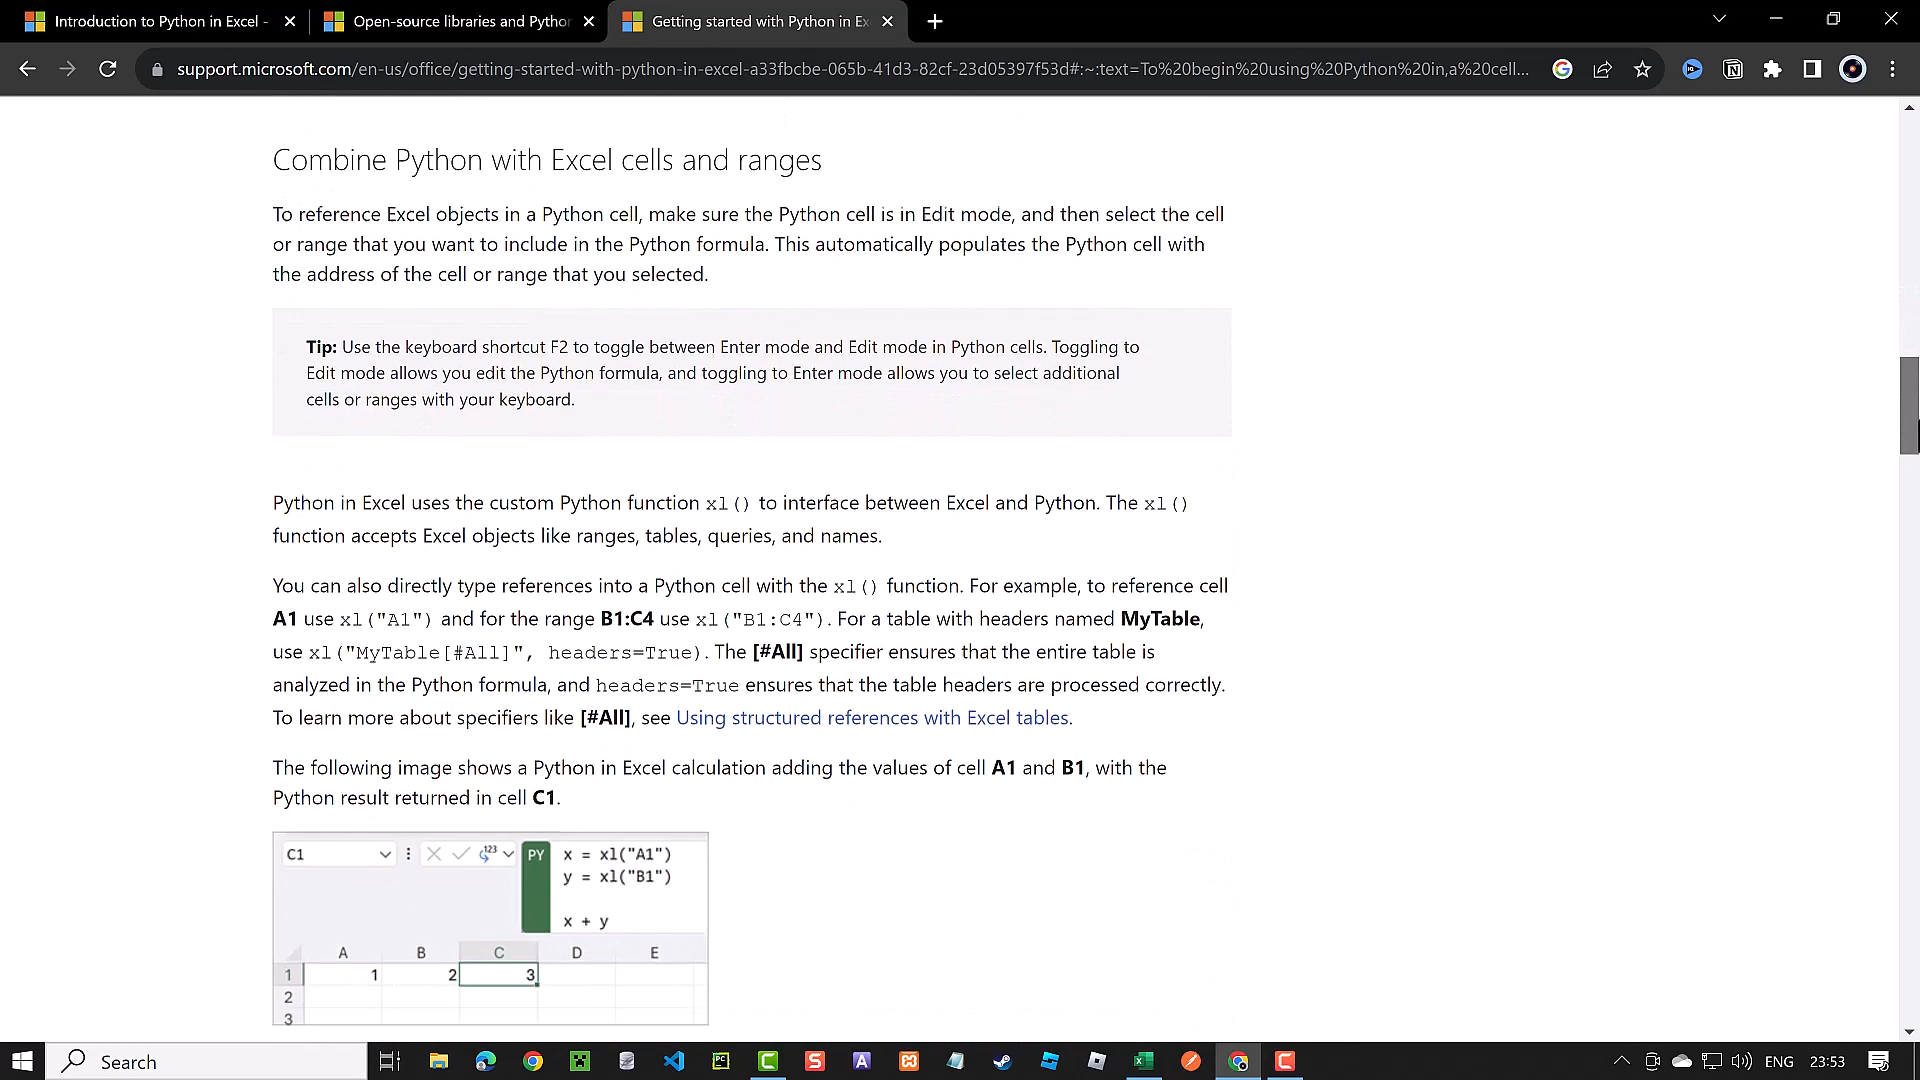 Introduction to Python in Excel -
Open-source libraries and Pythor
Getting started with Python in Ex
support.microsoft.com/en-us/office/getting-started-with-python-in-excel-a33fbcbe-065b-41d3-82cf-23d05397f53d#:~:text=To%20begin%20using%20Python%20in,a%20cell...
Combine Python with Excel cells and ranges
To reference Excel objects in a Python cell, make sure the Python cell is in Edit mode, and then select the cell
or range that you want to include in the Python formula. This automatically populates the Python cell with
the address of the cell or range that you selected.
Tip: Use the keyboard shortcut F2 to toggle between Enter mode and Edit mode in Python cells. Toggling to
Edit mode allows you edit the Python formula, and toggling to Enter mode allows you to select additional
cells or ranges with your keyboard.
Python in Excel uses the custom Python function xl() to interface between Excel and Python. The xl()
function accepts Excel objects like ranges, tables, queries, and names.
You can also directly type references into a Python cell with the xl() function. For example, to reference cell
A1 use xl("A1") and for the range B1:C4 use xl("B1:C4"). For a table with headers named MyTable,
use xl("MyTable[#All]", headers=True). The [#All] specifier ensures that the entire table is
analyzed in the Python formula, and headers=True ensures that the table headers are processed correctly.
To learn more about specifiers like [#All], see Using structured references with Excel tables.
The following image shows a Python in Excel calculation adding the values of cell A1 and B1, with the
Python result returned in cell C1.
C1 123 PY x = xl("A1")
y = xl("B1")
x + y
A B C D E
1 1 2 3
2
3
Search ENG 23:53